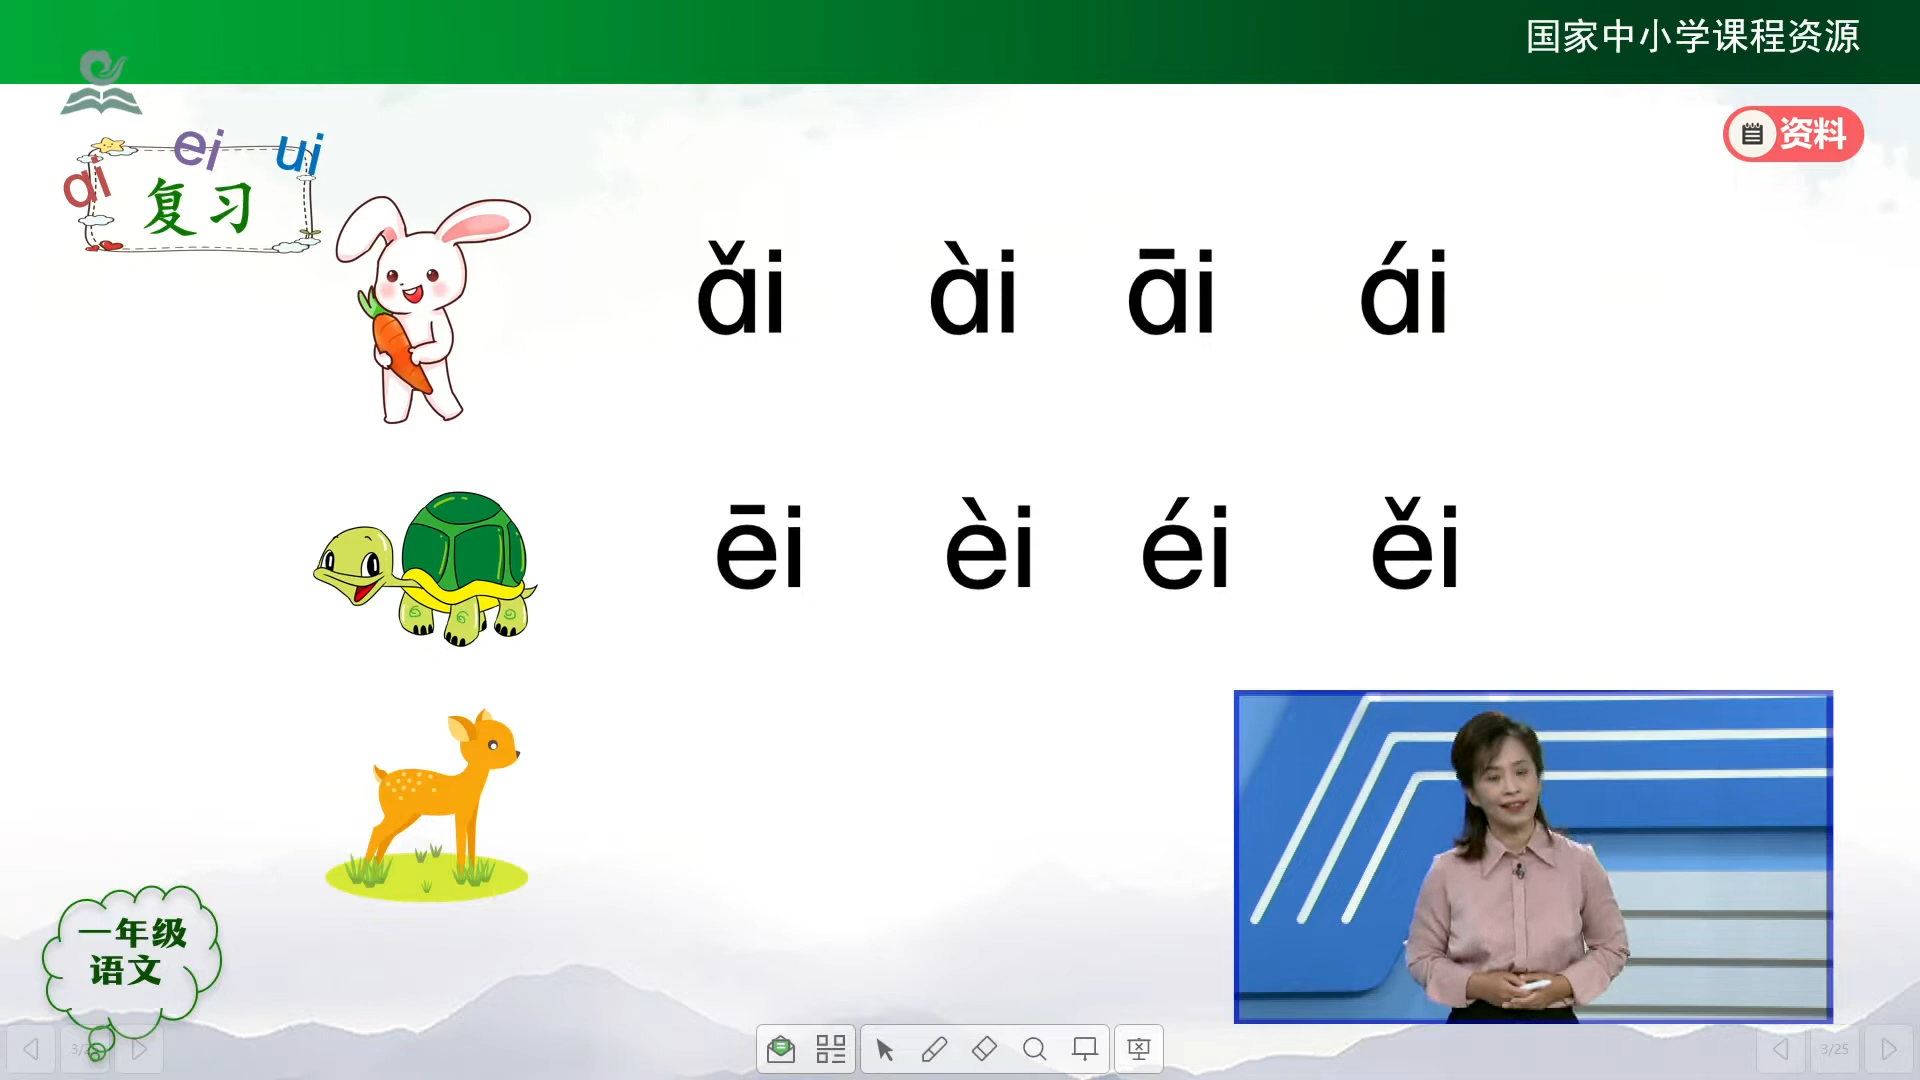 国家中小学课程资源
资料
ai ei ui
复习
ǎi ài āi ái
ēi èi éi ěi
一年级
语文
3/25